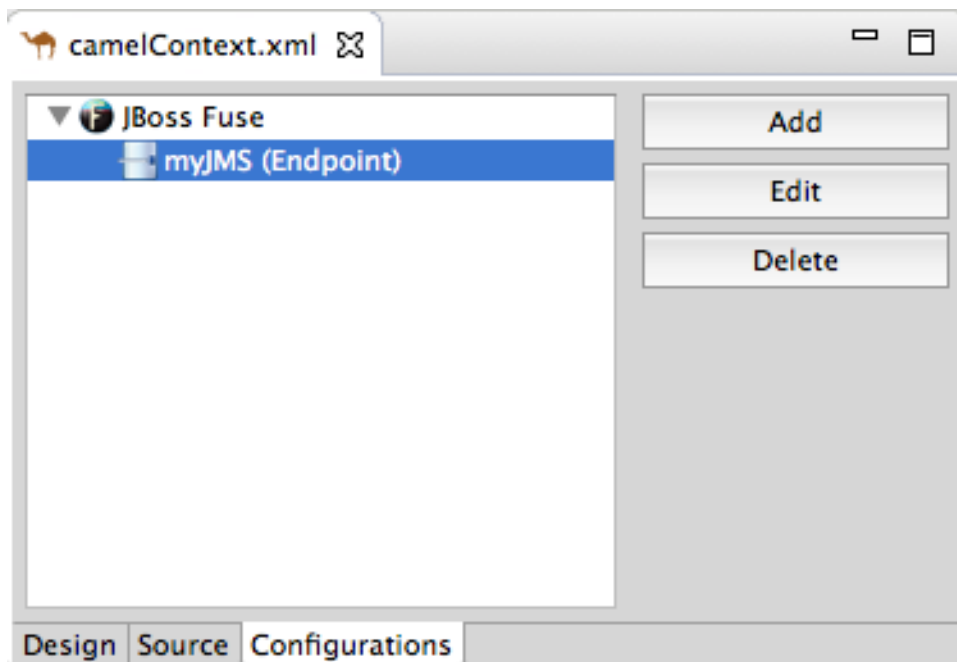 camelContext.xml
JBoss Fuse
myJMS (Endpoint)
Add
Edit
Delete
Design Source Configurations